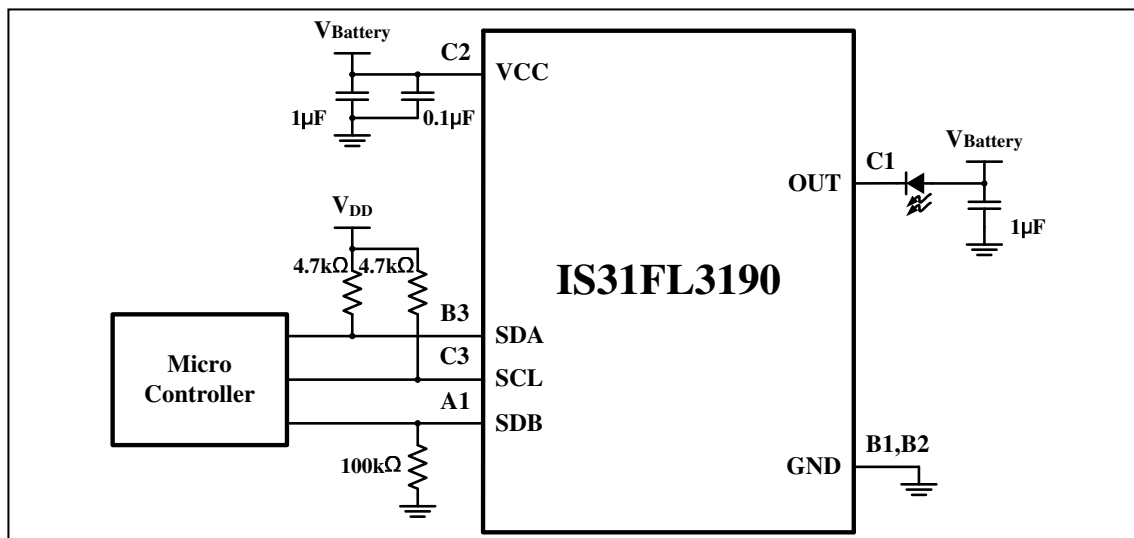 VBattery
C2
VCC
1μF
0.1μF
VBattery
C1
OUT
1μF
VDD
4.7kΩ 4.7kΩ
IS31FL3190
B3
SDA
Micro
Controller
C3
SCL
A1
SDB
100kΩ
B1,B2
GND